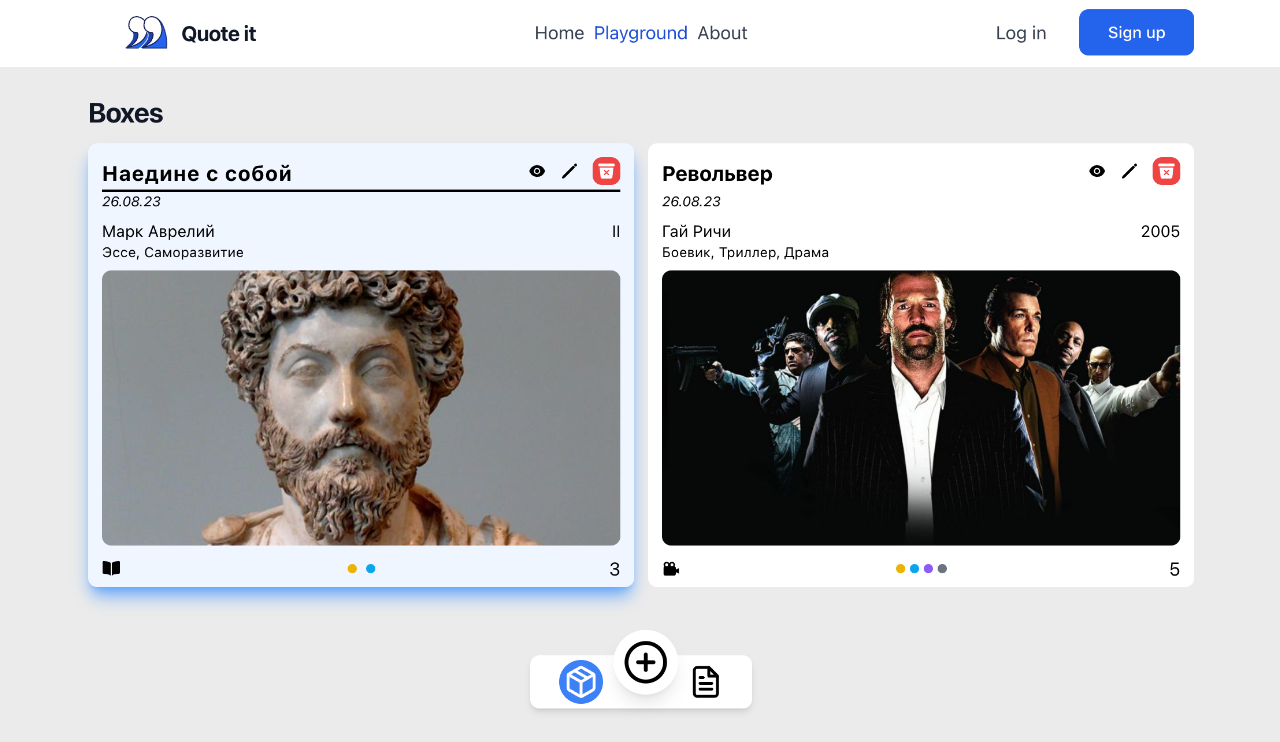 Quote it
Home Playground About
Log in
Sign up
Boxes
Наедине с собой
26.08.23
Марк Аврелий
II
Эссе, Саморазвитие
3
Револьвер
26.08.23
Гай Ричи
2005
Боевик, Триллер, Драма
5